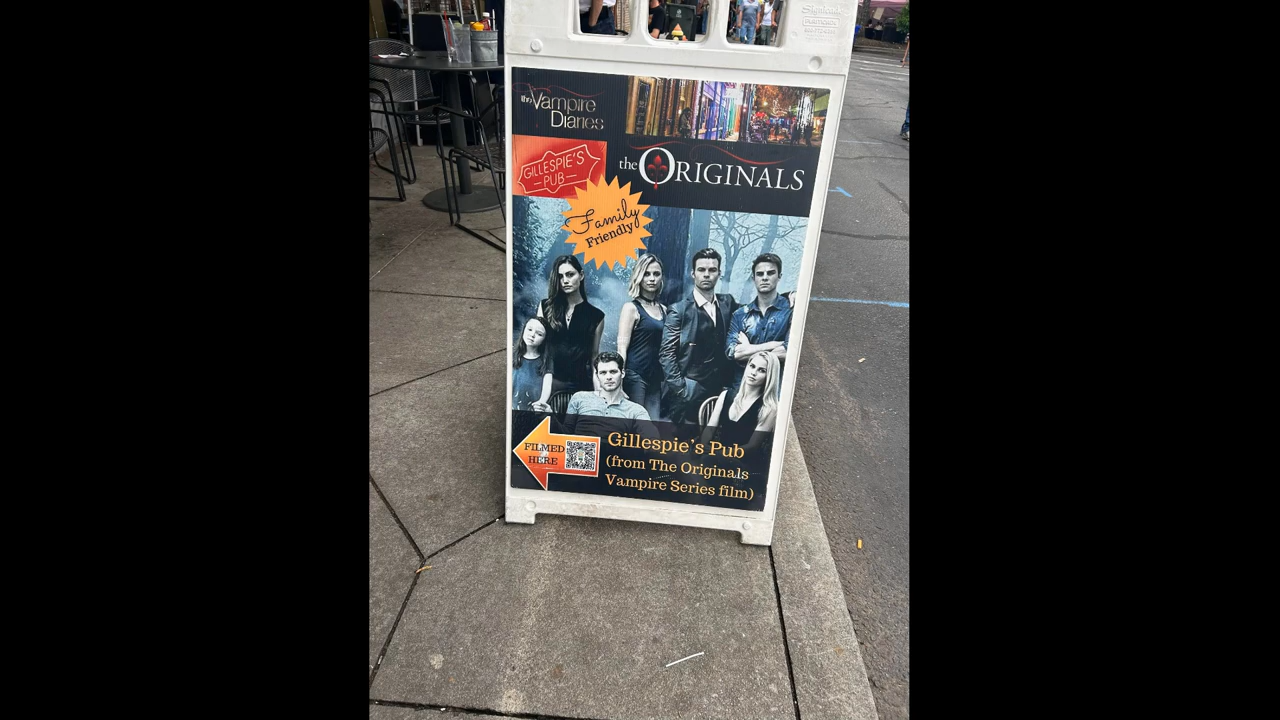 the Vampire
Diaries
GILLESPIE'S
PUB
the ORIGINALS
Family
Friendly
FILMED
HERE
Gillespie's Pub
(from The Originals
Vampire Series film)